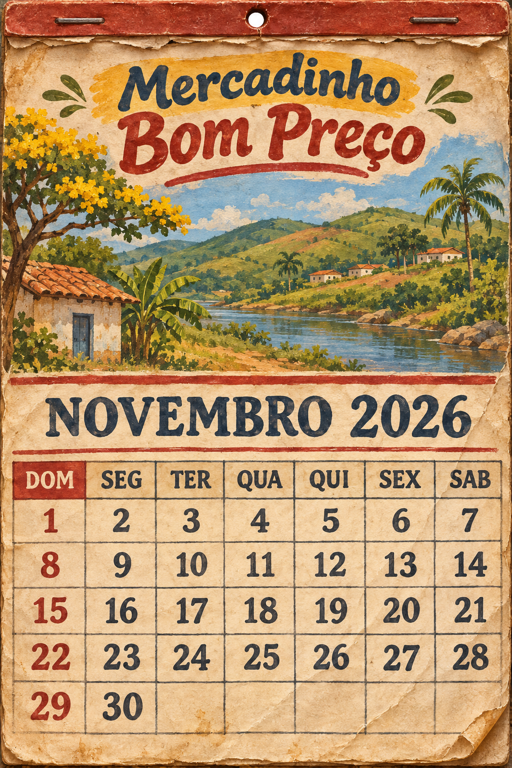 Mercadinho
Bom Preço
NOVEMBRO 2026
DOM SEG TER QUA QUI SEX SAB
1 2 3 4 5 6 7
8 9 10 11 12 13 14
15 16 17 18 19 20 21
22 23 24 25 26 27 28
29 30